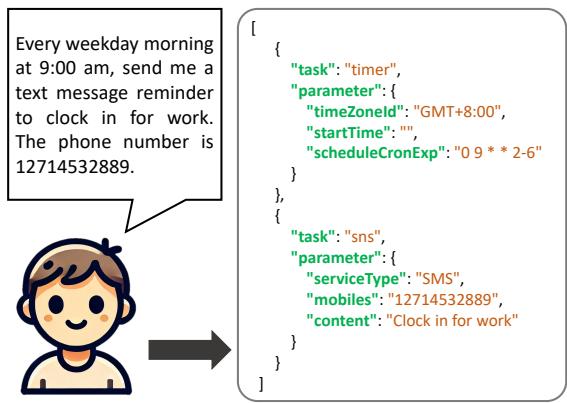 Every weekday morning
at 9:00 am, send me a
text message reminder
to clock in for work.
The phone number is
12714532889.
[
{
"task": "timer",
"parameter": {
"timeZoneId": "GMT+8:00",
"startTime": "",
"scheduleCronExp": "0 9 * * 2-6"
}
},
{
"task": "sns",
"parameter": {
"serviceType": "SMS",
"mobiles": "12714532889",
"content": "Clock in for work"
}
}
]